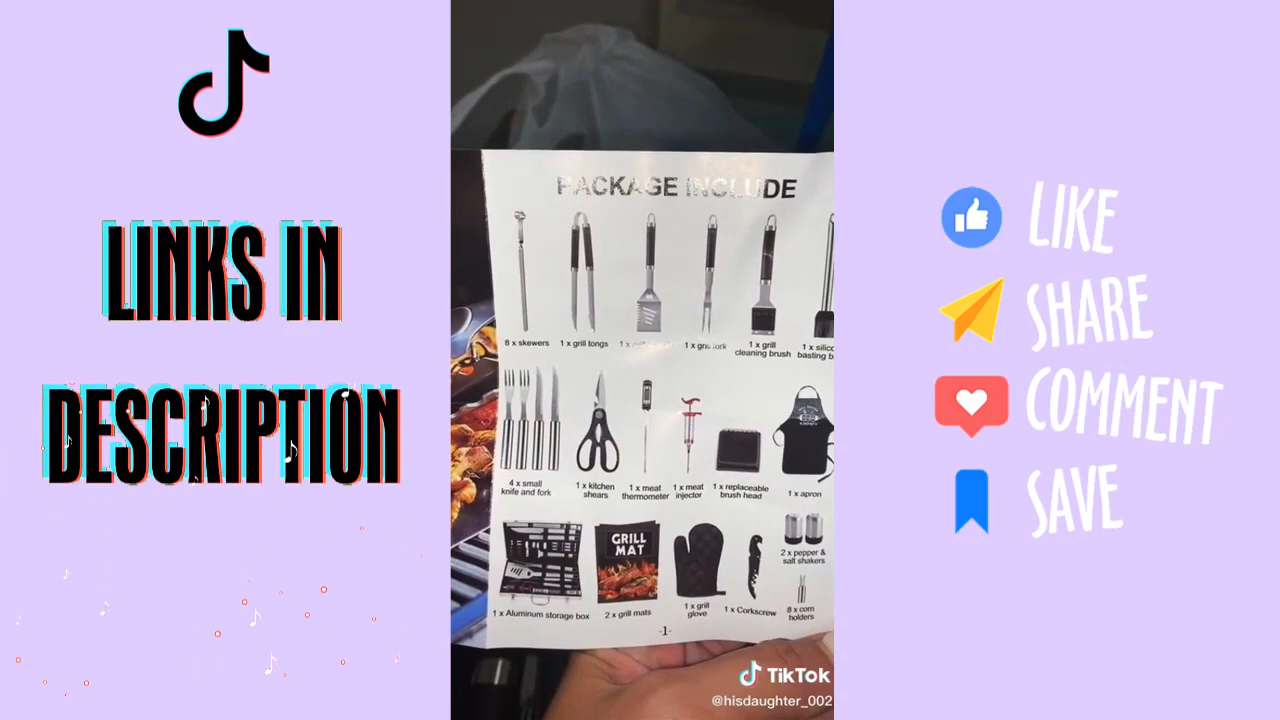 LINKS IN
DESCRIPTION
PACKAGE INCLUDE
8 x skewers
1 x grill tongs
1 x
1 x grill fork
1 x grill
cleaning brush
basting
4 x small
knife and fork
1 x kitchen
shears
1 x meat
thermometer
1 x meat
injector
1 x replaceable
brush head
1 x apron
GRILL
MAT
2 x pepper &
salt shakers
1 x Aluminum storage box
2 x grill mats
1 x grill
glove
1 x Corkscrew
8 x corn
holders
-1-
TikTok
@hisdaughter_002
LIKE
SHARE
COMMENT
SAVE